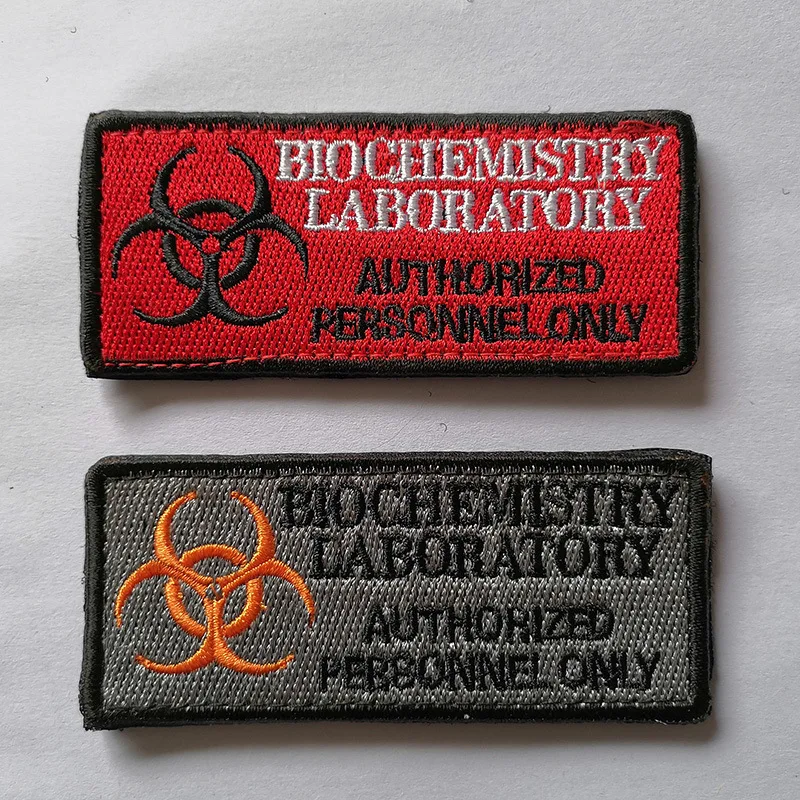 BIOCHEMISTRY
LABORATORY
AUTHORIZED
PERSONNEL ONLY
BIOCHEMISTRY
LABORATORY
AUTHORIZED
PERSONNEL ONLY